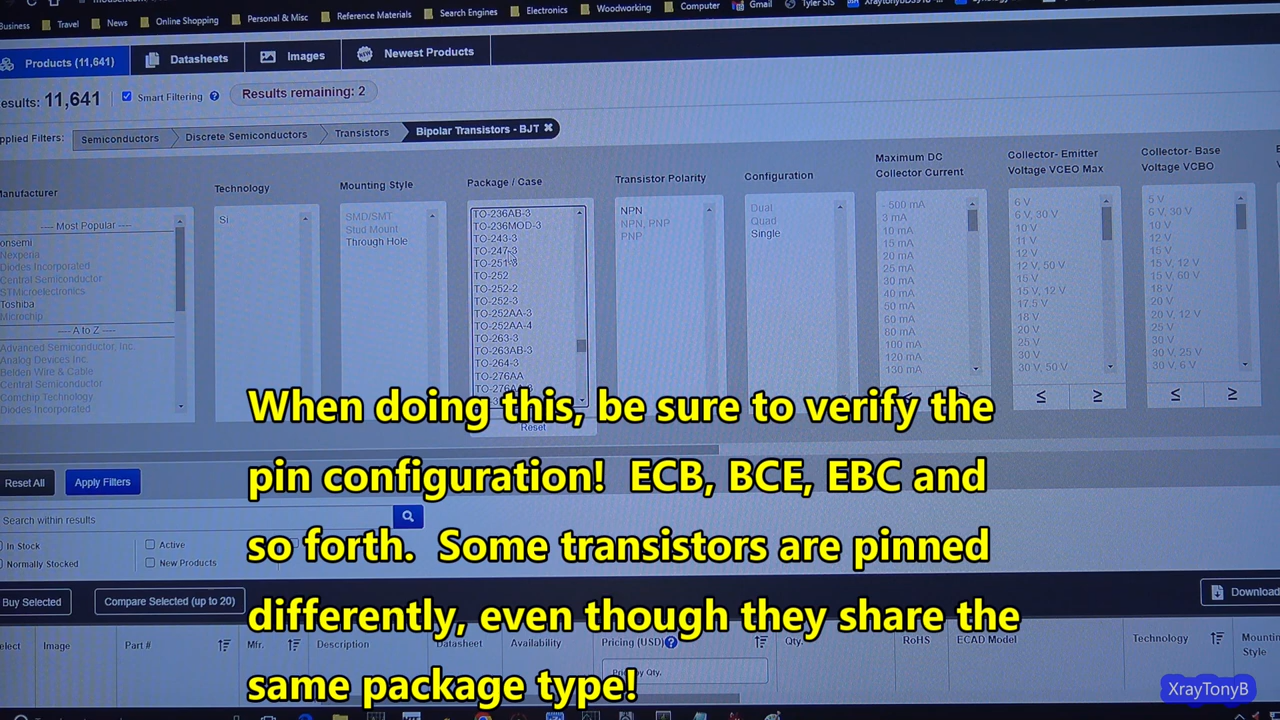 Business
Travel
News
Online Shopping
Personal & Misc
Reference Materials
Search Engines
Electronics
Woodworking
Computer
Gmail
Tyler SIS
Products (11,641)
Datasheets
Images
Newest Products
esults: 11,641
Smart Filtering
Results remaining: 2
pplied Filters:
Semiconductors
Discrete Semiconductors
Transistors
Bipolar Transistors - BJT
anufacturer
---- Most Popular ----
onsemi
Nexperia
Diodes Incorporated
Central Semiconductor
STMicroelectronics
Toshiba
Microchip
---- A to Z ----
Advanced Semiconductor, Inc.
Analog Devices Inc.
Belden Wire & Cable
Central Semiconductor
Comchip Technology
Diodes Incorporated
Technology
Si
Mounting Style
SMD/SMT
Stud Mount
Through Hole
Package / Case
TO-236AB-3
TO-236MOD-3
TO-243-3
TO-247-3
TO-251-3
TO-252
TO-252-2
TO-252-3
TO-252AA-3
TO-252AA-4
TO-263-3
TO-263AB-3
TO-264-3
TO-276AA
Reset
Transistor Polarity
NPN
NPN, PNP
PNP
Configuration
Dual
Quad
Single
Maximum DC
Collector Current
- 500 mA
3 mA
10 mA
15 mA
20 mA
25 mA
30 mA
40 mA
50 mA
60 mA
80 mA
100 mA
120 mA
130 mA
Collector- Emitter
Voltage VCEO Max
6 V
6 V, 30 V
10 V
11 V
12 V
12 V, 50 V
15 V
15 V, 12 V
17.5 V
18 V
20 V
25 V
30 V
30 V, 50 V
≤ ≥
Collector- Base
Voltage VCBO
5 V
6 V, 30 V
10 V
12 V
15 V
15 V, 12 V
15 V, 60 V
18 V
20 V
20 V, 12 V
25 V
30 V
30 V, 25 V
30 V, 6 V
≤ ≥
When doing this, be sure to verify the
pin configuration! ECB, BCE, EBC and
so forth. Some transistors are pinned
differently, even though they share the
same package type!
Reset All
Apply Filters
Search within results
In Stock
Active
Normally Stocked
New Products
Buy Selected
Compare Selected (up to 20)
Download
elect
Image
Part #
Mfr.
Description
Datasheet
Availability
Pricing (USD)
Qty.
RoHS
ECAD Model
Technology
Mounting
Style
XrayTonyB